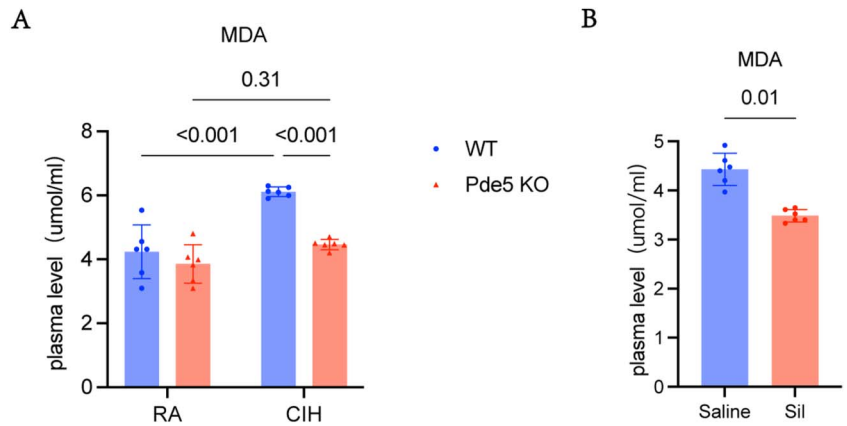 A
MDA
0.31
<0.001 <0.001
plasma level (umol/ml)
8
6
4
2
0
RA CIH
WT
Pde5 KO
B
MDA
0.01
plasma level (umol/ml)
5
4
3
2
1
0
Saline Sil